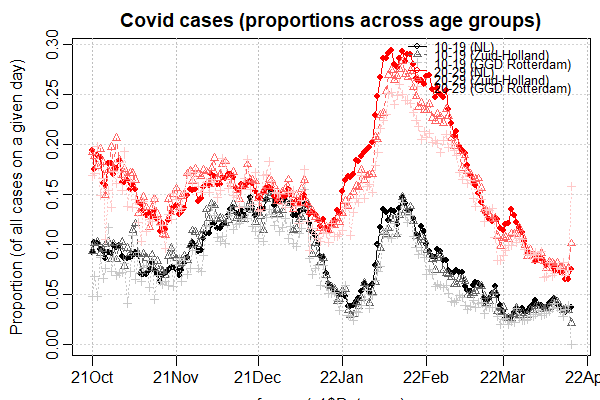 Covid cases (proportions across age groups)
Proportion (of all cases on a given day)
0.30
0.25
0.20
0.15
0.10
0.05
0.00
10-19 (NL)
10-19 (Zuid-Holland)
10-19 (GGD Rotterdam)
20-29 (NL)
20-29 (Zuid-Holland)
20-29 (GGD Rotterdam)
21Oct
21Nov
21Dec
22Jan
22Feb
22Mar
22Ap